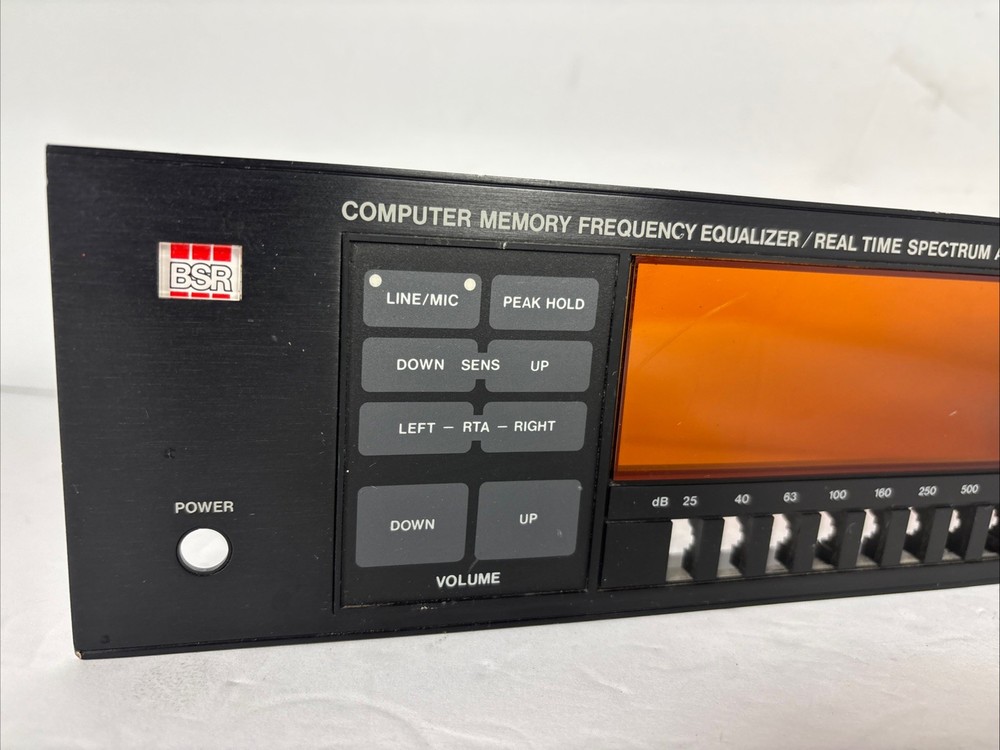 COMPUTER MEMORY FREQUENCY EQUALIZER / REAL TIME SPECTRUM A
BSR
LINE/MIC PEAK HOLD
DOWN SENS UP
LEFT – RTA – RIGHT
dB 25 40 63 100 160 250 500
POWER
DOWN UP
VOLUME
3